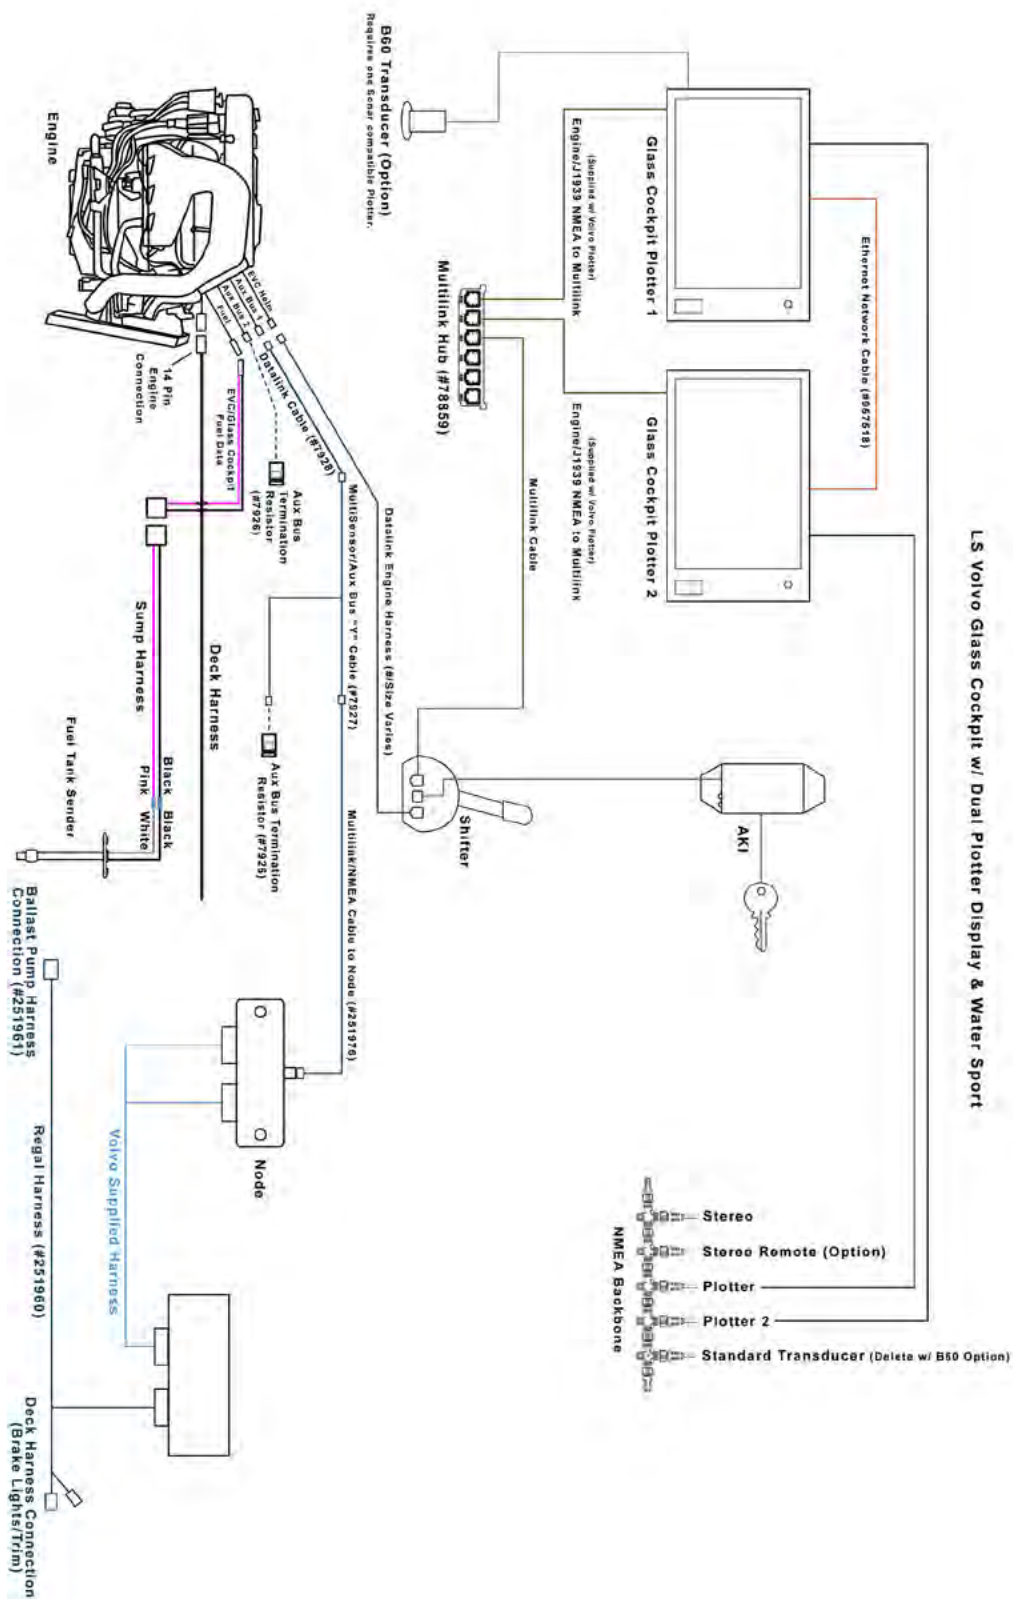 LS Volvo Glass Cockpit w/ Dual Plotter Display & Water Sport
B60 Transducer (Option)
Requires one Sonar compatible Plotter.
Glass Cockpit Plotter 1
(Supplied w/ Volvo Plotter)
Engine/J1939 NMEA to Multilink
Ethernet Network Cable (#957518)
Glass Cockpit Plotter 2
(Supplied w/ Volvo Plotter)
Engine/J1939 NMEA to Multilink
Multilink Hub (#78859)
Multilink Cable
Engine
EVC Helm
Aux Bus 1
Aux Bus 2
Fuel
14 Pin
Engine
Connection
EVC/Glass Cockpit
Fuel Data
Datalink Cable (#7928)
Aux Bus
Termination
Resistor
(#7926)
Datalink Engine Harness (#/Size Varies)
MultiSensor/Aux Bus "Y" Cable (#7927)
Aux Bus Termination
Resistor (#7925)
Multilink/NMEA Cable to Node (#251976)
Shifter
AKI
Deck Harness
Sump Harness
Black
Black
Pink
White
Fuel Tank Sender
Node
Volvo Supplied Harness
Ballast Pump Harness
Connection (#251961)
Regal Harness (#251960)
Deck Harness Connection
(Brake Lights/Trim)
NMEA Backbone
Stereo
Stereo Remote (Option)
Plotter
Plotter 2
Standard Transducer (Delete w/ B60 Option)